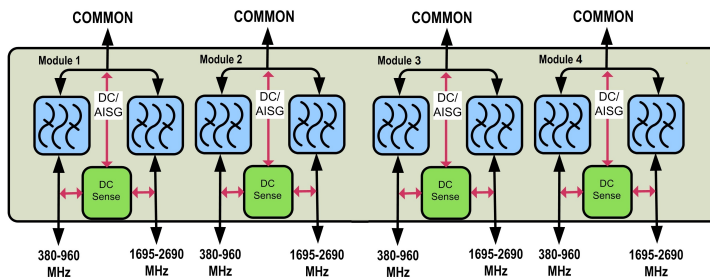 COMMON COMMON COMMON COMMON
Module 1 Module 2 Module 3 Module 4
DC/ DC/ DC/ DC/
AISG AISG AISG AISG
DC DC DC DC
Sense Sense Sense Sense
380-960 1695-2690 380-960 1695-2690 380-960 1695-2690 380-960 1695-2690
MHz MHz MHz MHz MHz MHz MHz MHz